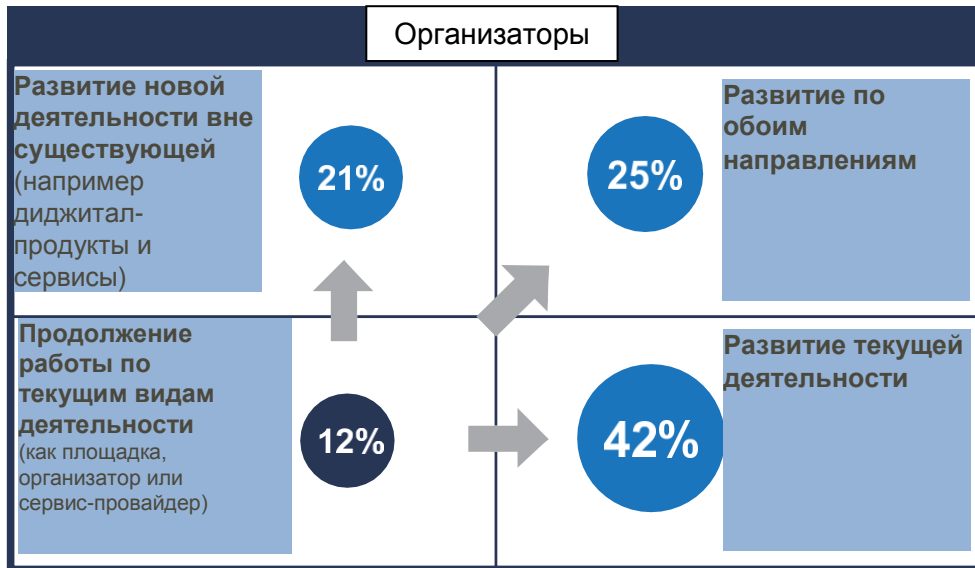 Организаторы
Развитие новой
деятельности вне
существующей
(например
диджитал-
продукты и
сервисы)
21%
25%
Развитие по
обоим
направлениям
Продолжение
работы по
текущим видам
деятельности
(как площадка,
организатор или
сервис-провайдер)
12%
42%
Развитие текущей
деятельности